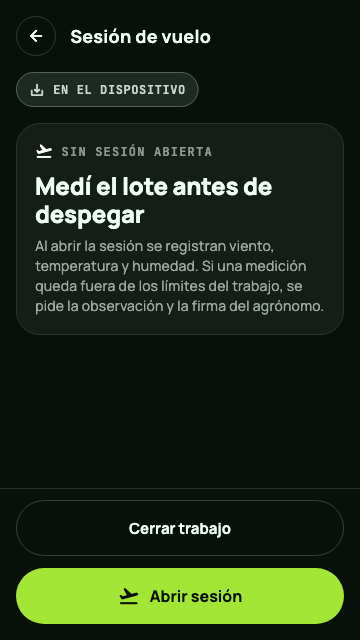 Sesión de vuelo
EN EL DISPOSITIVO
SIN SESIÓN ABIERTA
Medí el lote antes de
despegar
Al abrir la sesión se registran viento,
temperatura y humedad. Si una medición
queda fuera de los límites del trabajo, se
pide la observación y la firma del agrónomo.
Cerrar trabajo
Abrir sesión